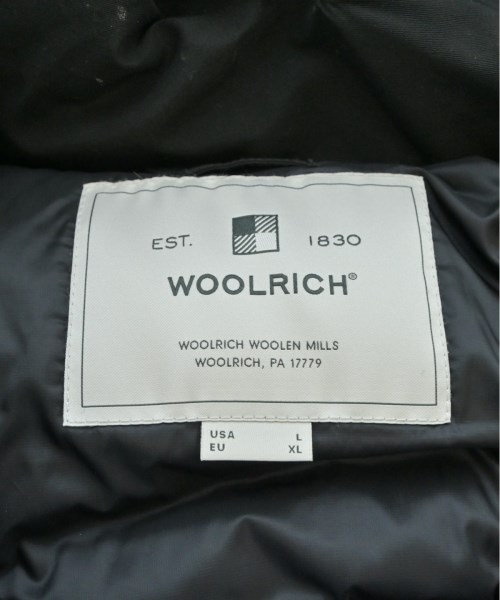 EST. 1830
WOOLRICH®
WOOLRICH WOOLEN MILLS
WOOLRICH, PA 17779
USA L
EU XL